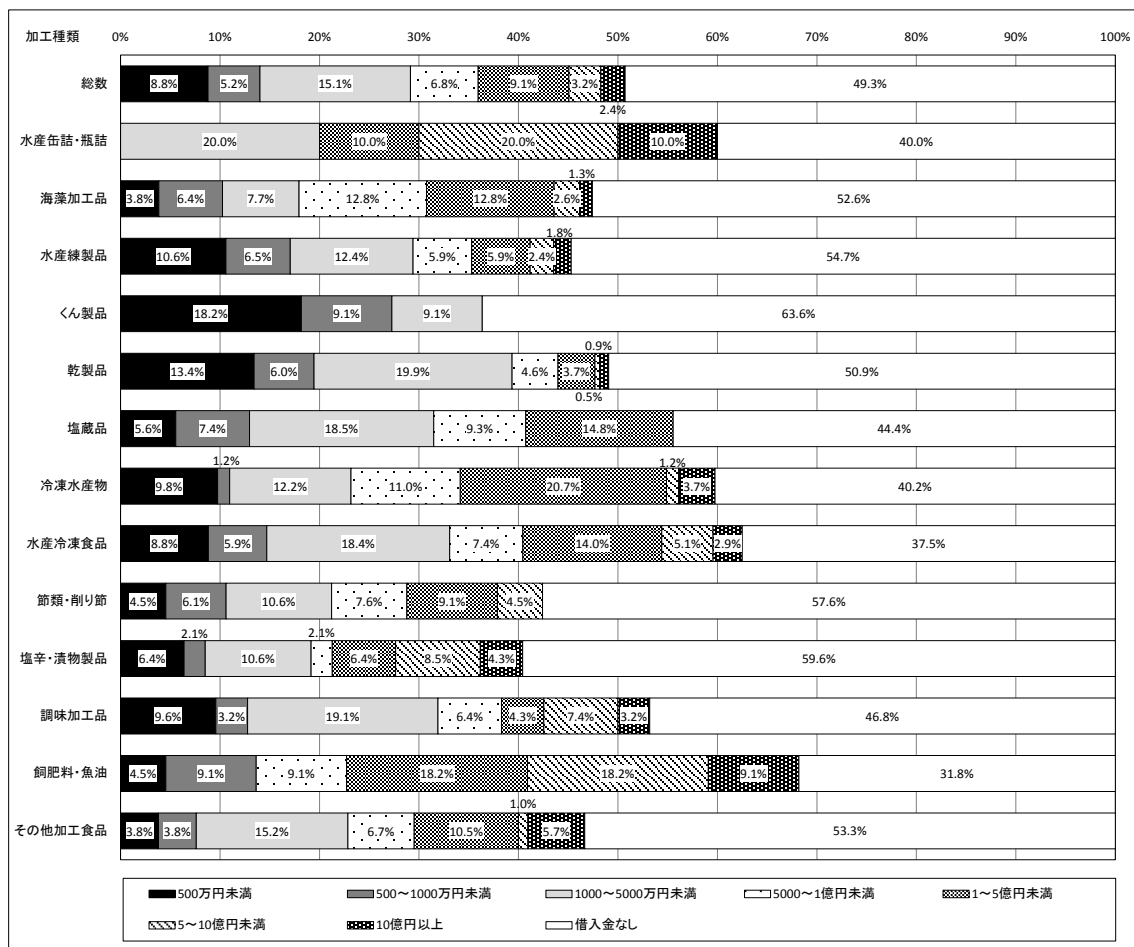 加工種類 0% 10% 20% 30% 40% 50% 60% 70% 80% 90% 100%
総数 8.8% 5.2% 15.1% 6.8% 9.1% 3.2% 49.3%
2.4%
水産缶詰・瓶詰 20.0% 10.0% 20.0% 10.0% 40.0%
1.3%
海藻加工品 3.8% 6.4% 7.7% 12.8% 12.8% 2.6% 52.6%
1.8%
水産練製品 10.6% 6.5% 12.4% 5.9% 5.9% 2.4% 54.7%
くん製品 18.2% 9.1% 9.1% 63.6%
0.9%
乾製品 13.4% 6.0% 19.9% 4.6% 3.7% 50.9%
0.5%
塩蔵品 5.6% 7.4% 18.5% 9.3% 14.8% 44.4%
1.2% 1.2%
冷凍水産物 9.8% 12.2% 11.0% 20.7% 3.7% 40.2%
水産冷凍食品 8.8% 5.9% 18.4% 7.4% 14.0% 5.1% 2.9% 37.5%
節類・削り節 4.5% 6.1% 10.6% 7.6% 9.1% 4.5% 57.6%
2.1% 2.1%
塩辛・漬物製品 6.4% 10.6% 6.4% 8.5% 4.3% 59.6%
調味加工品 9.6% 3.2% 19.1% 6.4% 4.3% 7.4% 3.2% 46.8%
飼肥料・魚油 4.5% 9.1% 9.1% 18.2% 18.2% 9.1% 31.8%
1.0%
その他加工食品 3.8% 3.8% 15.2% 6.7% 10.5% 5.7% 53.3%
500万円未満 500～1000万円未満 1000～5000万円未満 5000～1億円未満 1～5億円未満
5～10億円未満 10億円以上 借入金なし